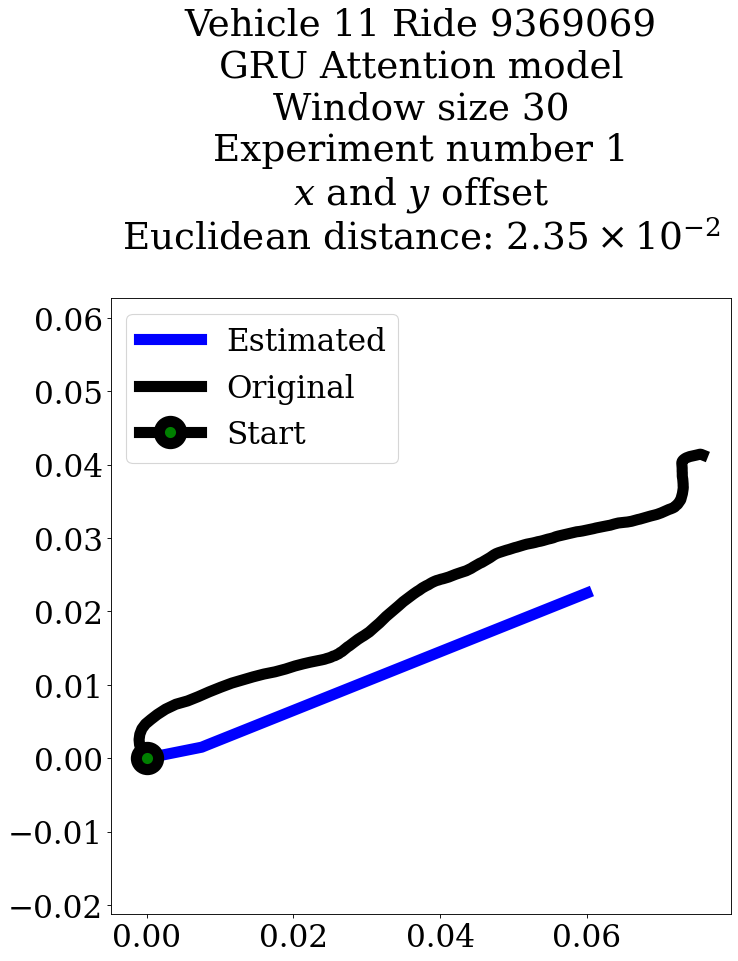 Vehicle 11 Ride 9369069
GRU Attention model
Window size 30
Experiment number 1
x and y offset
Euclidean distance: 2.35 × 10⁻²
Estimated
Original
Start
0.06
0.05
0.04
0.03
0.02
0.01
0.00
−0.01
−0.02
0.00 0.02 0.04 0.06